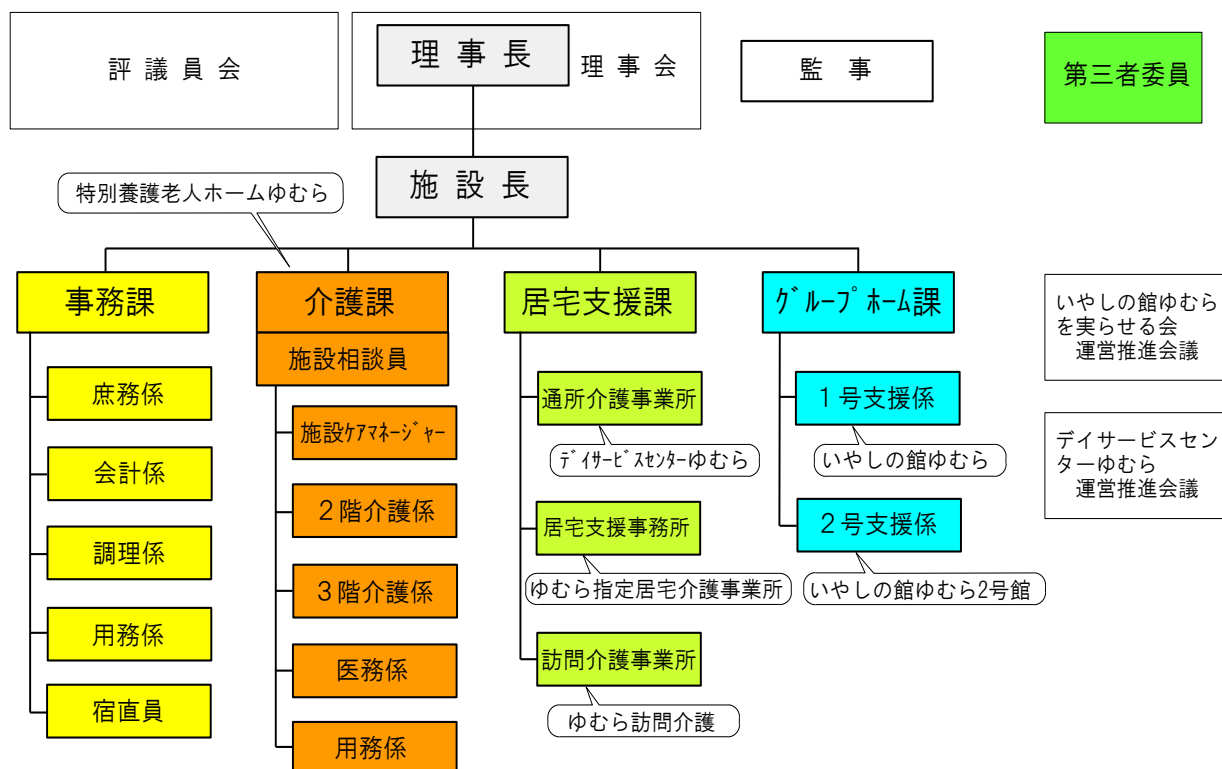 評議員会
理事長
理事会
監事
第三者委員
施設長
特別養護老人ホームゆむら
事務課
介護課
居宅支援課
ｸﾞﾙｰﾌﾟﾎｰﾑ課
施設相談員
いやしの館ゆむら
を実らせる会
運営推進会議
庶務係
会計係
調理係
用務係
宿直員
施設ｹｱﾏﾈｰｼﾞｬｰ
２階介護係
３階介護係
医務係
用務係
通所介護事業所
ﾃﾞｲｻｰﾋﾞｽｾﾝﾀｰゆむら
居宅支援事務所
ゆむら指定居宅介護事業所
訪問介護事業所
ゆむら訪問介護
１号支援係
いやしの館ゆむら
２号支援係
いやしの館ゆむら2号館
デイサービスセン
ターゆむら
運営推進会議